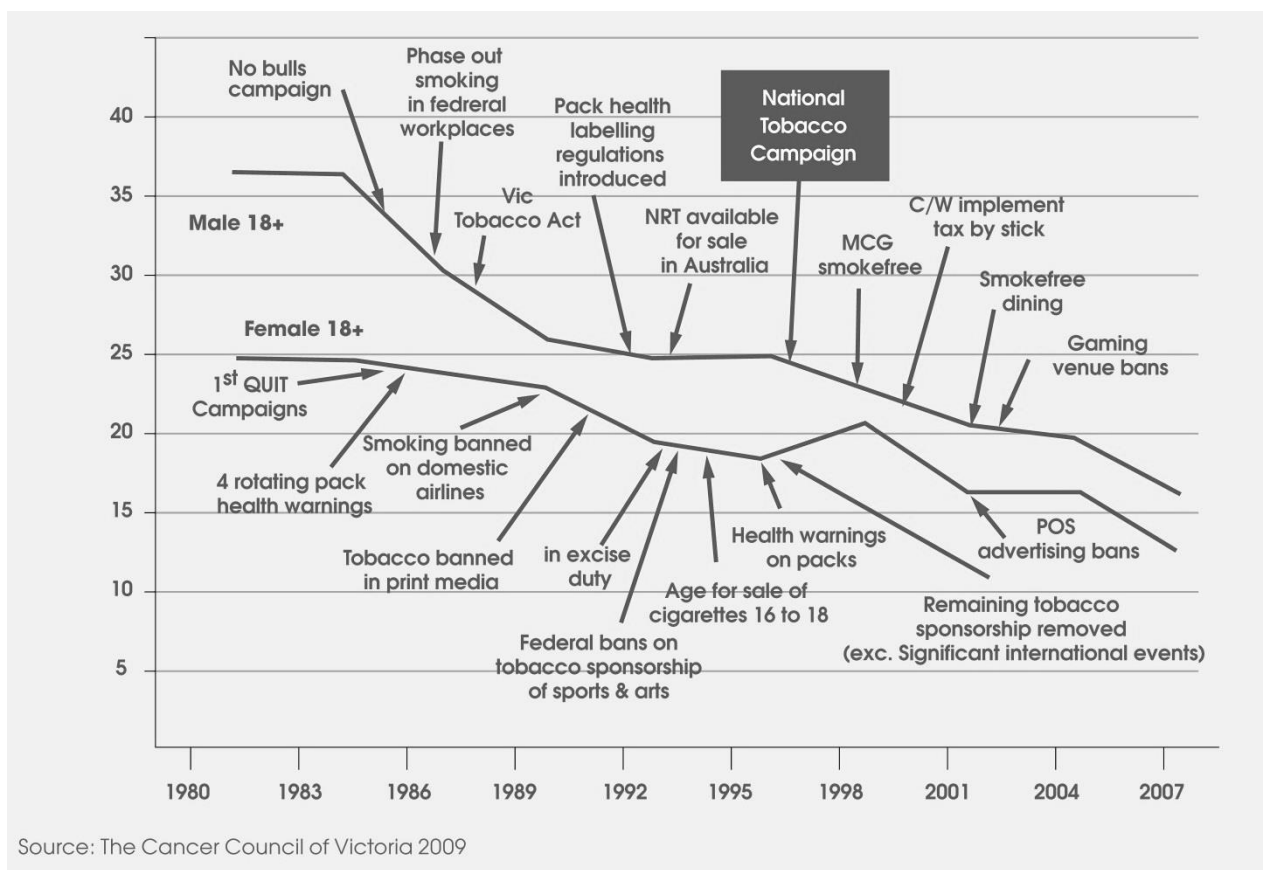 No bulls
campaign
Phase out
smoking
in fedreral
workplaces
Pack health
labelling
regulations
introduced
National
Tobacco
Campaign
Vic
Tobacco Act
NRT available
for sale
in Australia
MCG
smokefree
C/W implement
tax by stick
Smokefree
dining
Gaming
venue bans
Male 18+
Female 18+
1st QUIT
Campaigns
4 rotating pack
health warnings
Smoking banned
on domestic
airlines
Tobacco banned
in print media
in excise
duty
Federal bans on
tobacco sponsorship
of sports & arts
Age for sale of
cigarettes 16 to 18
Health warnings
on packs
POS
advertising bans
Remaining tobacco
sponsorship removed
(exc. Significant international events)
40
35
30
25
20
15
10
5
1980 1983 1986 1989 1992 1995 1998 2001 2004 2007
Source: The Cancer Council of Victoria 2009